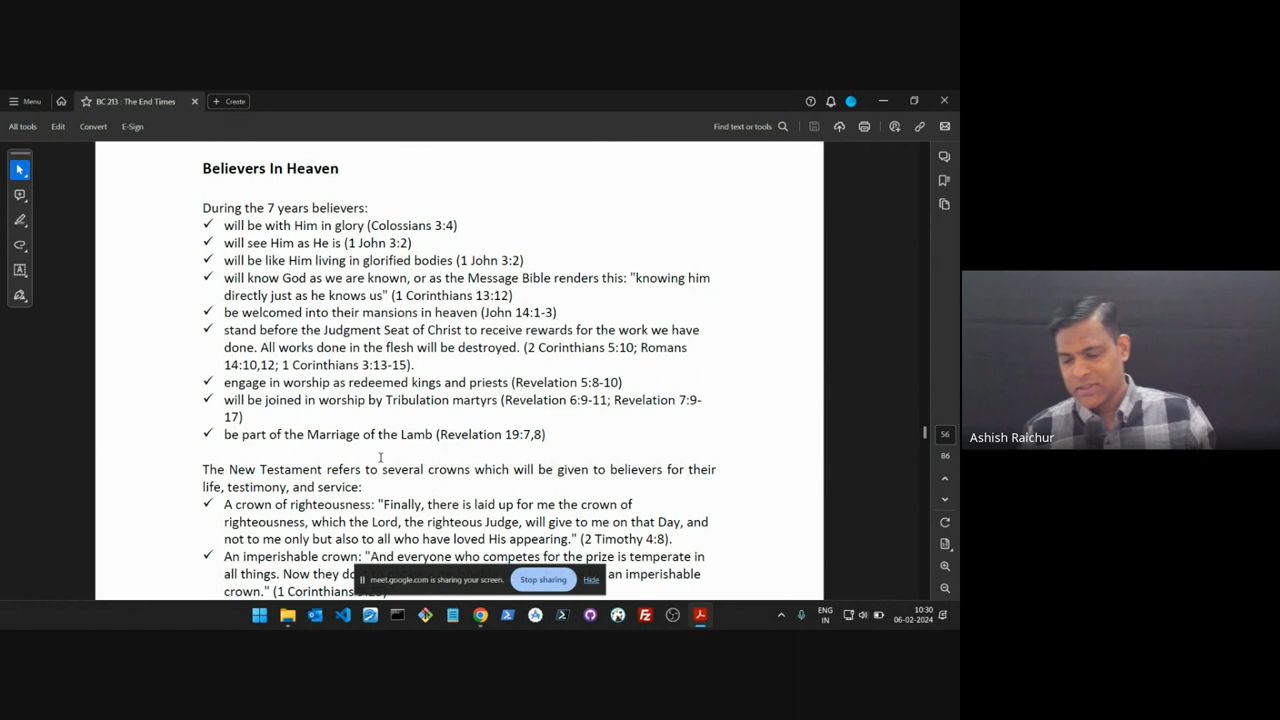 Menu
BC 213 : The End Times
Create
All tools
Edit
Convert
E-Sign
Find text or tools
Believers In Heaven
During the 7 years believers:
✓ will be with Him in glory (Colossians 3:4)
✓ will see Him as He is (1 John 3:2)
✓ will be like Him living in glorified bodies (1 John 3:2)
✓ will know God as we are known, or as the Message Bible renders this: "knowing him
directly just as he knows us" (1 Corinthians 13:12)
✓ be welcomed into their mansions in heaven (John 14:1-3)
✓ stand before the Judgment Seat of Christ to receive rewards for the work we have
done. All works done in the flesh will be destroyed. (2 Corinthians 5:10; Romans
14:10,12; 1 Corinthians 3:13-15).
✓ engage in worship as redeemed kings and priests (Revelation 5:8-10)
✓ will be joined in worship by Tribulation martyrs (Revelation 6:9-11; Revelation 7:9-
17)
✓ be part of the Marriage of the Lamb (Revelation 19:7,8)
The New Testament refers to several crowns which will be given to believers for their
life, testimony, and service:
✓ A crown of righteousness: "Finally, there is laid up for me the crown of
righteousness, which the Lord, the righteous Judge, will give to me on that Day, and
not to me only but also to all who have loved His appearing." (2 Timothy 4:8).
✓ An imperishable crown: "And everyone who competes for the prize is temperate in
all things. Now they do an imperishable
crown." (1 Corinthians
meet.google.com is sharing your screen.
Stop sharing
Hide
56
86
Ashish Raichur
ENG
IN
10:30
06-02-2024